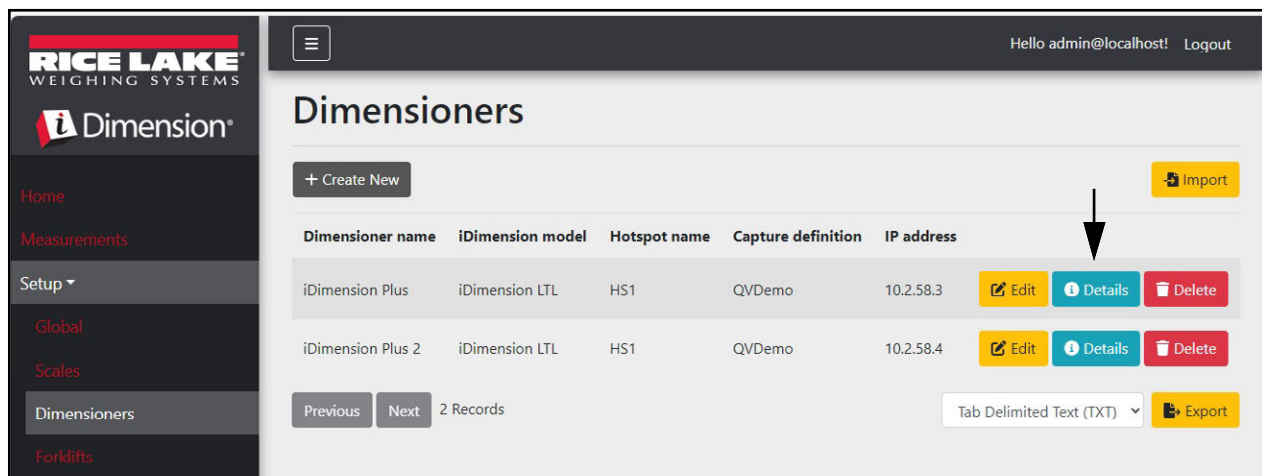 RICE LAKE®
WEIGHING SYSTEMS
i Dimension®
Home
Measurements
Setup
Global
Scales
Dimensioners
Forklifts
Hello admin@localhost! Logout
Dimensioners
+ Create New
Import
Dimensioner name iDimension model Hotspot name Capture definition IP address
iDimension Plus iDimension LTL HS1 QVDemo 10.2.58.3 Edit Details Delete
iDimension Plus 2 iDimension LTL HS1 QVDemo 10.2.58.4 Edit Details Delete
Previous Next 2 Records Tab Delimited Text (TXT) Export